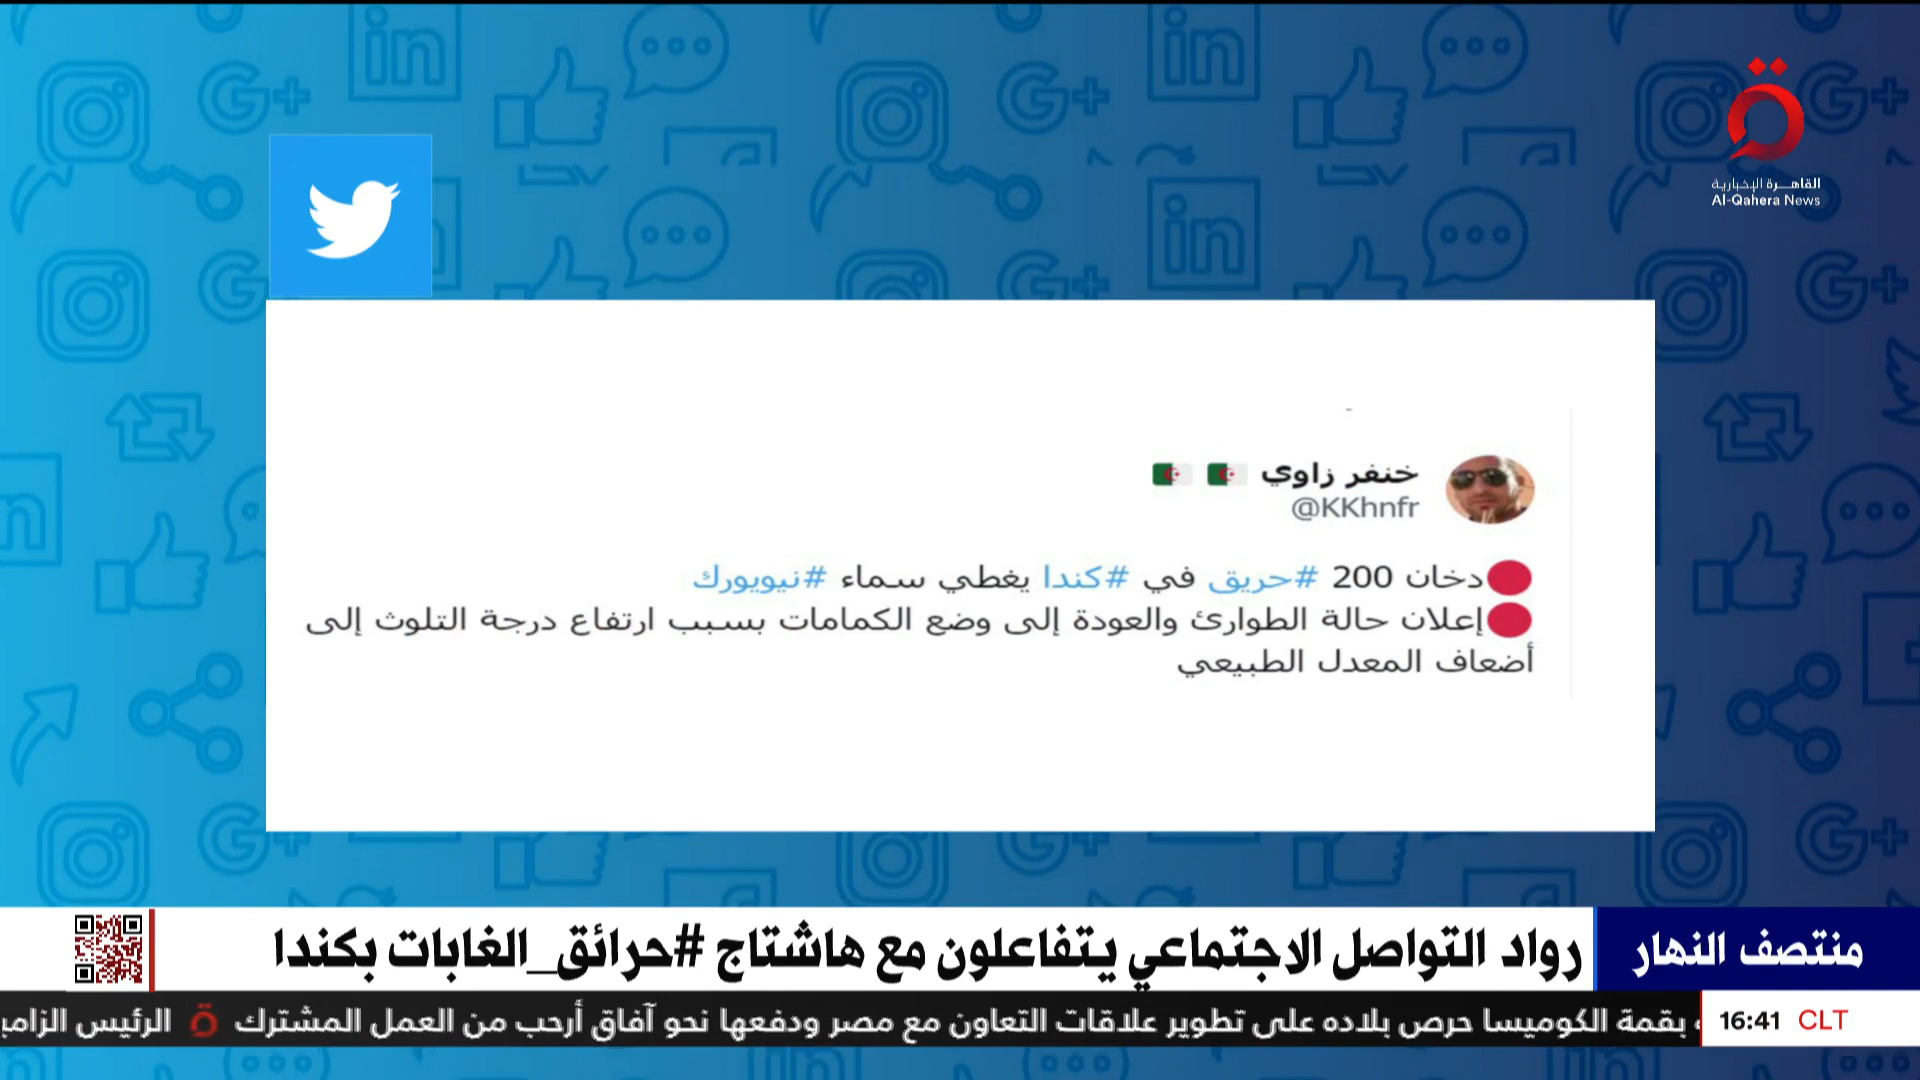 القاهرة الإخبارية
Al-Qahera News
خنفر زاوي
@KKhnfr
دخان 200 #حريق في #كندا يغطي سماء #نيويورك
إعلان حالة الطوارئ والعودة إلى وضع الكمامات بسبب ارتفاع درجة التلوث إلى
أضعاف المعدل الطبيعي
منتصف النهار
رواد التواصل الاجتماعي يتفاعلون مع هاشتاج #حرائق_الغابات بكندا
16:41 CLT
بقمة الكوميسا حرص بلاده على تطوير علاقات التعاون مع مصر ودفعها نحو آفاق أرحب من العمل المشترك الرئيس